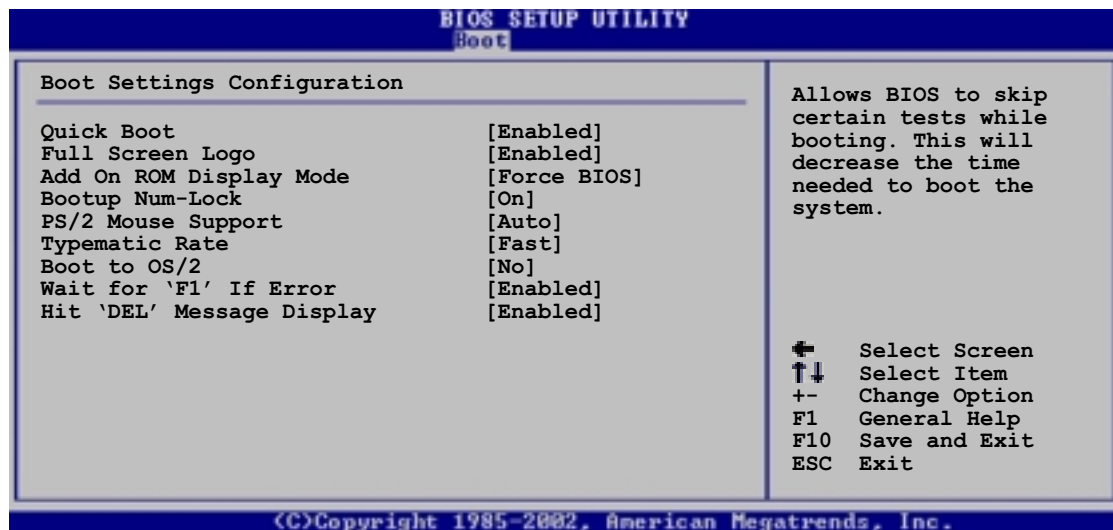 BIOS SETUP UTILITY
Boot
Boot Settings Configuration
Quick Boot [Enabled]
Full Screen Logo [Enabled]
Add On ROM Display Mode [Force BIOS]
Bootup Num-Lock [On]
PS/2 Mouse Support [Auto]
Typematic Rate [Fast]
Boot to OS/2 [No]
Wait for ‘F1’ If Error [Enabled]
Hit ‘DEL’ Message Display [Enabled]
Allows BIOS to skip
certain tests while
booting. This will
decrease the time
needed to boot the
system.
← Select Screen
↑↓ Select Item
+- Change Option
F1 General Help
F10 Save and Exit
ESC Exit
(C)Copyright 1985-2002, American Megatrends, Inc.